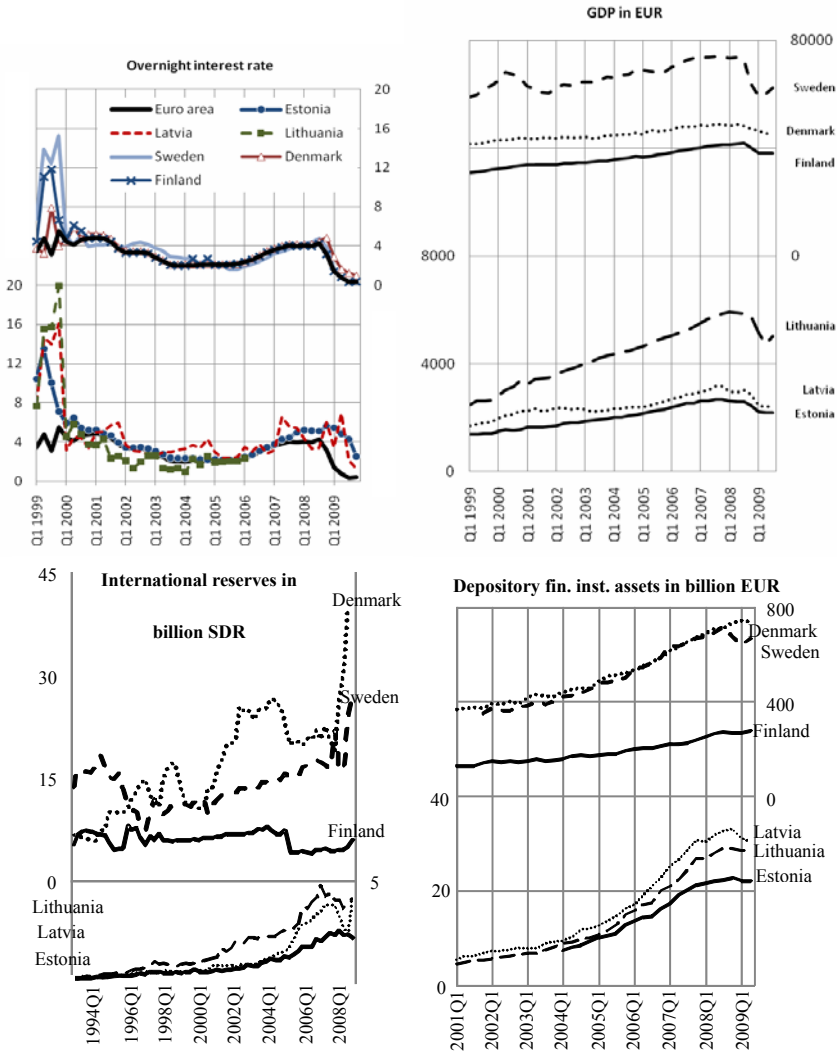 Overnight interest rate
Euro area
Estonia
Latvia
Lithuania
Sweden
Denmark
Finland
20
16
12
8
4
0
20
16
12
8
4
0
Q1 1999
Q1 2000
Q1 2001
Q1 2002
Q1 2003
Q1 2004
Q1 2005
Q1 2006
Q1 2007
Q1 2008
Q1 2009
GDP in EUR
80000
Sweden
Denmark
Finland
8000
0
Lithuania
4000
Latvia
Estonia
0
Q1 1999
Q1 2000
Q1 2001
Q1 2002
Q1 2003
Q1 2004
Q1 2005
Q1 2006
Q1 2007
Q1 2008
Q1 2009
45
International reserves in
billion SDR
Denmark
30
Sweden
15
Finland
0
5
Lithuania
Latvia
Estonia
1994Q1
1996Q1
1998Q1
2000Q1
2002Q1
2004Q1
2006Q1
2008Q1
Depository fin. inst. assets in billion EUR
800
Denmark
Sweden
400
Finland
40
0
Latvia
Lithuania
20
Estonia
0
2001Q1
2002Q1
2003Q1
2004Q1
2005Q1
2006Q1
2007Q1
2008Q1
2009Q1